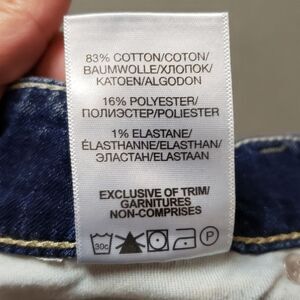 83% COTTON/COTON/
BAUMWOLLE/ХЛОПОК/
KATOEN/ALGODON
16% POLYESTER/
ПОЛИЭСТЕР/POLIESTER
1% ELASTANE/
ÉLASTHANNE/ELASTHAN/
ЭЛАСТАН/ELASTAAN
EXCLUSIVE OF TRIM/
GARNITURES
NON-COMPRISES
30c P